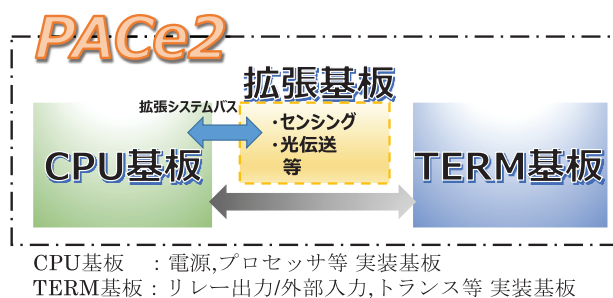 PACe2
拡張基板
拡張システムバス
・センシング
・光伝送
等
CPU基板
TERM基板
CPU基板　：電源,プロセッサ等 実装基板
TERM基板：リレー出力/外部入力,トランス等 実装基板